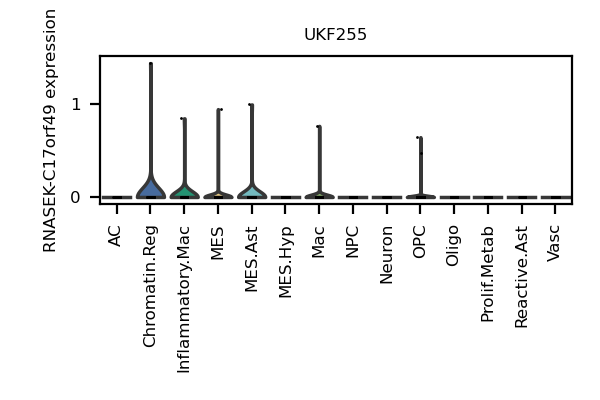 UKF255
RNASEK-C17orf49 expression
1
0
AC
Chromatin.Reg
Inflammatory.Mac
MES
MES.Ast
MES.Hyp
Mac
NPC
Neuron
OPC
Oligo
Prolif.Metab
Reactive.Ast
Vasc